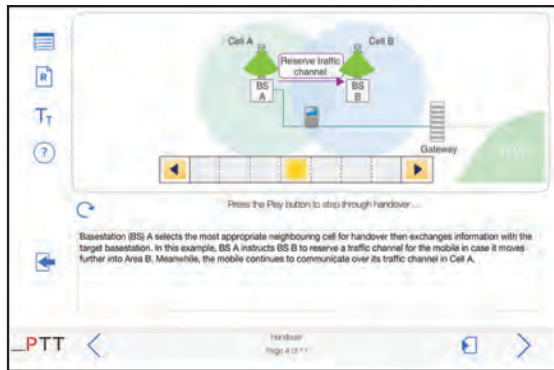 Cell A
Cell B
Reserve traffic
channel
BS
A
BS
B
Gateway
R
TT
?
Press the Play button to step through handover ...
Basestation (BS) A selects the most appropriate neighbouring cell for handover then exchanges information with the
target basestation. In this example, BS A instructs BS B to reserve a traffic channel for the mobile in case it moves
further into Area B. Meanwhile, the mobile continues to communicate over its traffic channel in Cell A.
PTT
Handover
Page 4 of 11